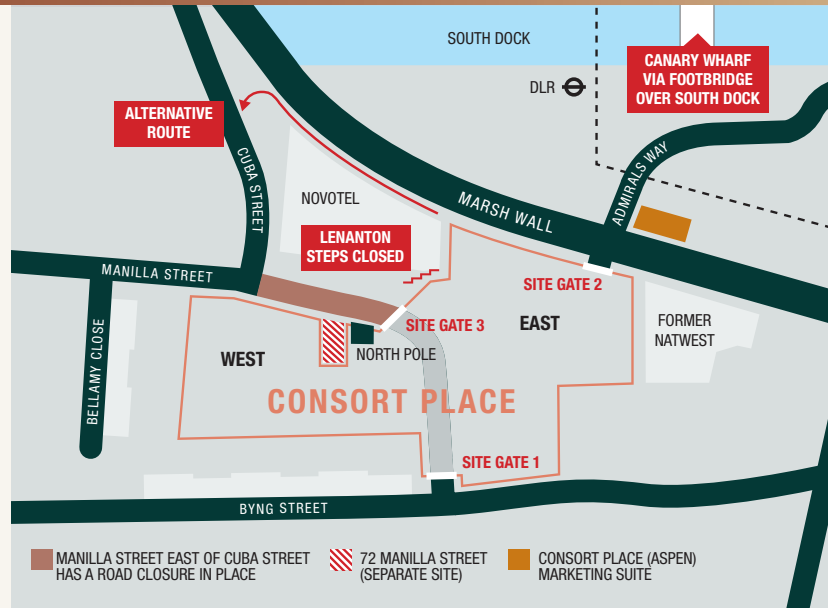 SOUTH DOCK
CANARY WHARF
VIA FOOTBRIDGE
OVER SOUTH DOCK
DLR
ALTERNATIVE
ROUTE
CUBA STREET
ADMIRALS WAY
NOVOTEL
MARSH WALL
LENANTON
STEPS CLOSED
MANILLA STREET
SITE GATE 2
SITE GATE 3
EAST
FORMER
NATWEST
BELLAMY CLOSE
WEST
NORTH POLE
CONSORT PLACE
SITE GATE 1
BYNG STREET
MANILLA STREET EAST OF CUBA STREET
HAS A ROAD CLOSURE IN PLACE
72 MANILLA STREET
(SEPARATE SITE)
CONSORT PLACE (ASPEN)
MARKETING SUITE